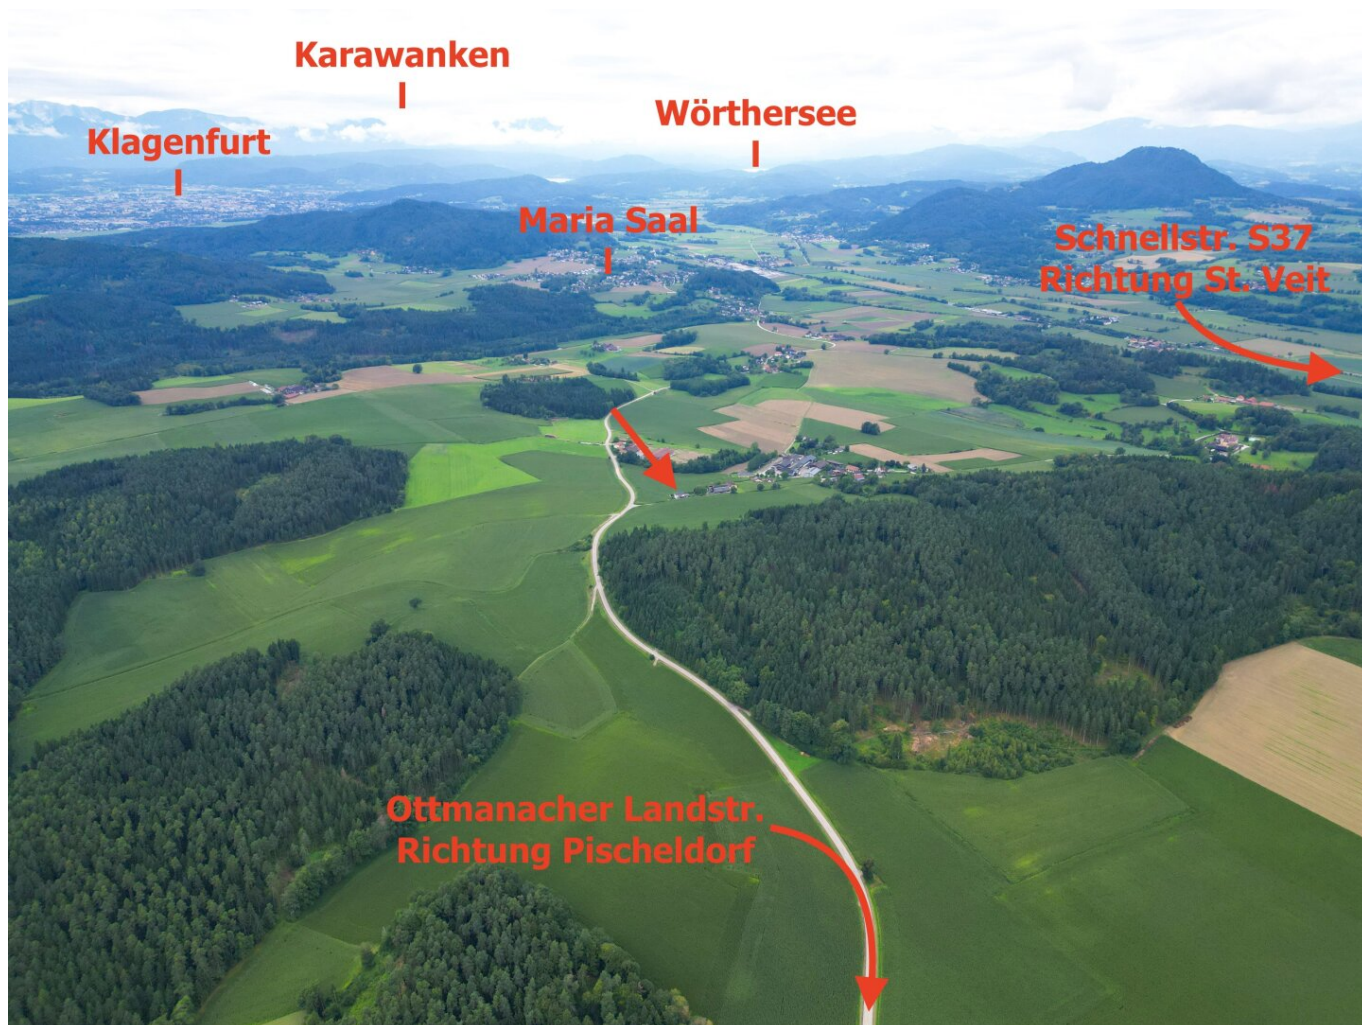 Karawanken
Wörthersee
Klagenfurt
Maria Saal
Schnellstr. S37
Richtung St. Veit
Ottmanacher Landstr.
Richtung Pischeldorf